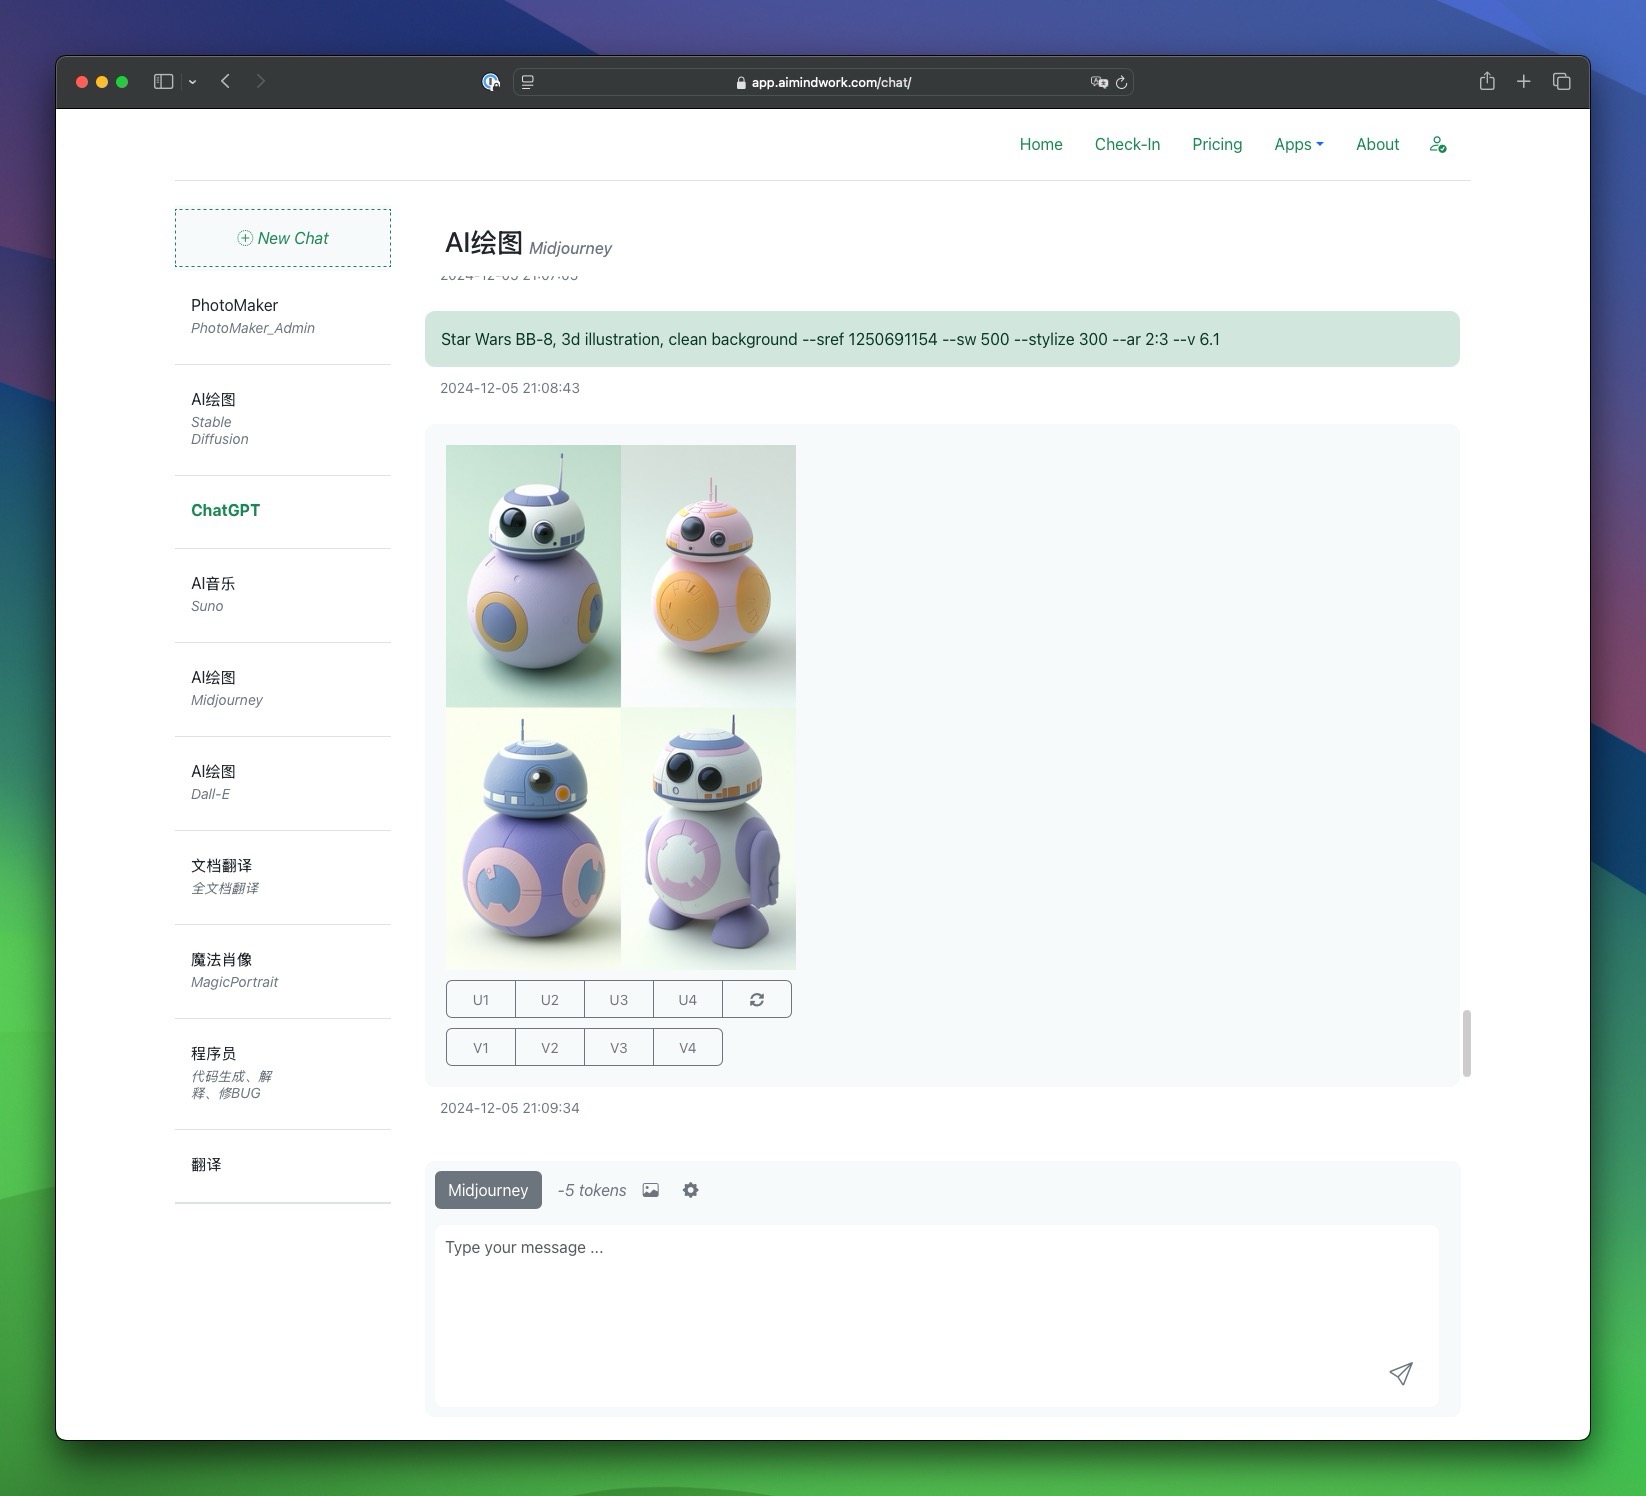 app.aimindwork.com/chat/
Home Check-In Pricing Apps About
New Chat
PhotoMaker
PhotoMaker_Admin
AI绘图
Stable
Diffusion
ChatGPT
AI音乐
Suno
AI绘图
Midjourney
AI绘图
Dall-E
文档翻译
全文档翻译
魔法肖像
MagicPortrait
程序员
代码生成、解
释、修BUG
翻译
AI绘图 Midjourney
2024-12-05 21:07:05
Star Wars BB-8, 3d illustration, clean background --sref 1250691154 --sw 500 --stylize 300 --ar 2:3 --v 6.1
2024-12-05 21:08:43
U1 U2 U3 U4
V1 V2 V3 V4
2024-12-05 21:09:34
Midjourney -5 tokens
Type your message ...